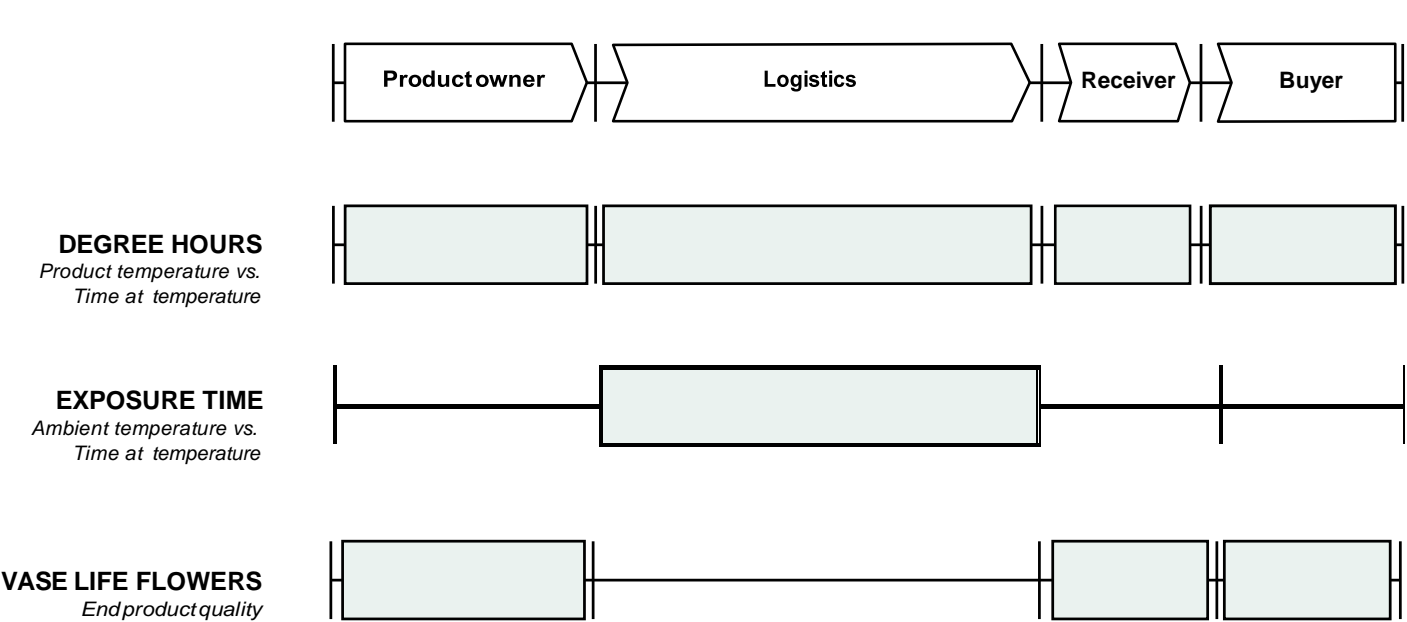 Product owner
Logistics
Receiver
Buyer
DEGREE HOURS
Product temperature vs.
Time at temperature
EXPOSURE TIME
Ambient temperature vs.
Time at temperature
VASE LIFE FLOWERS
End product quality